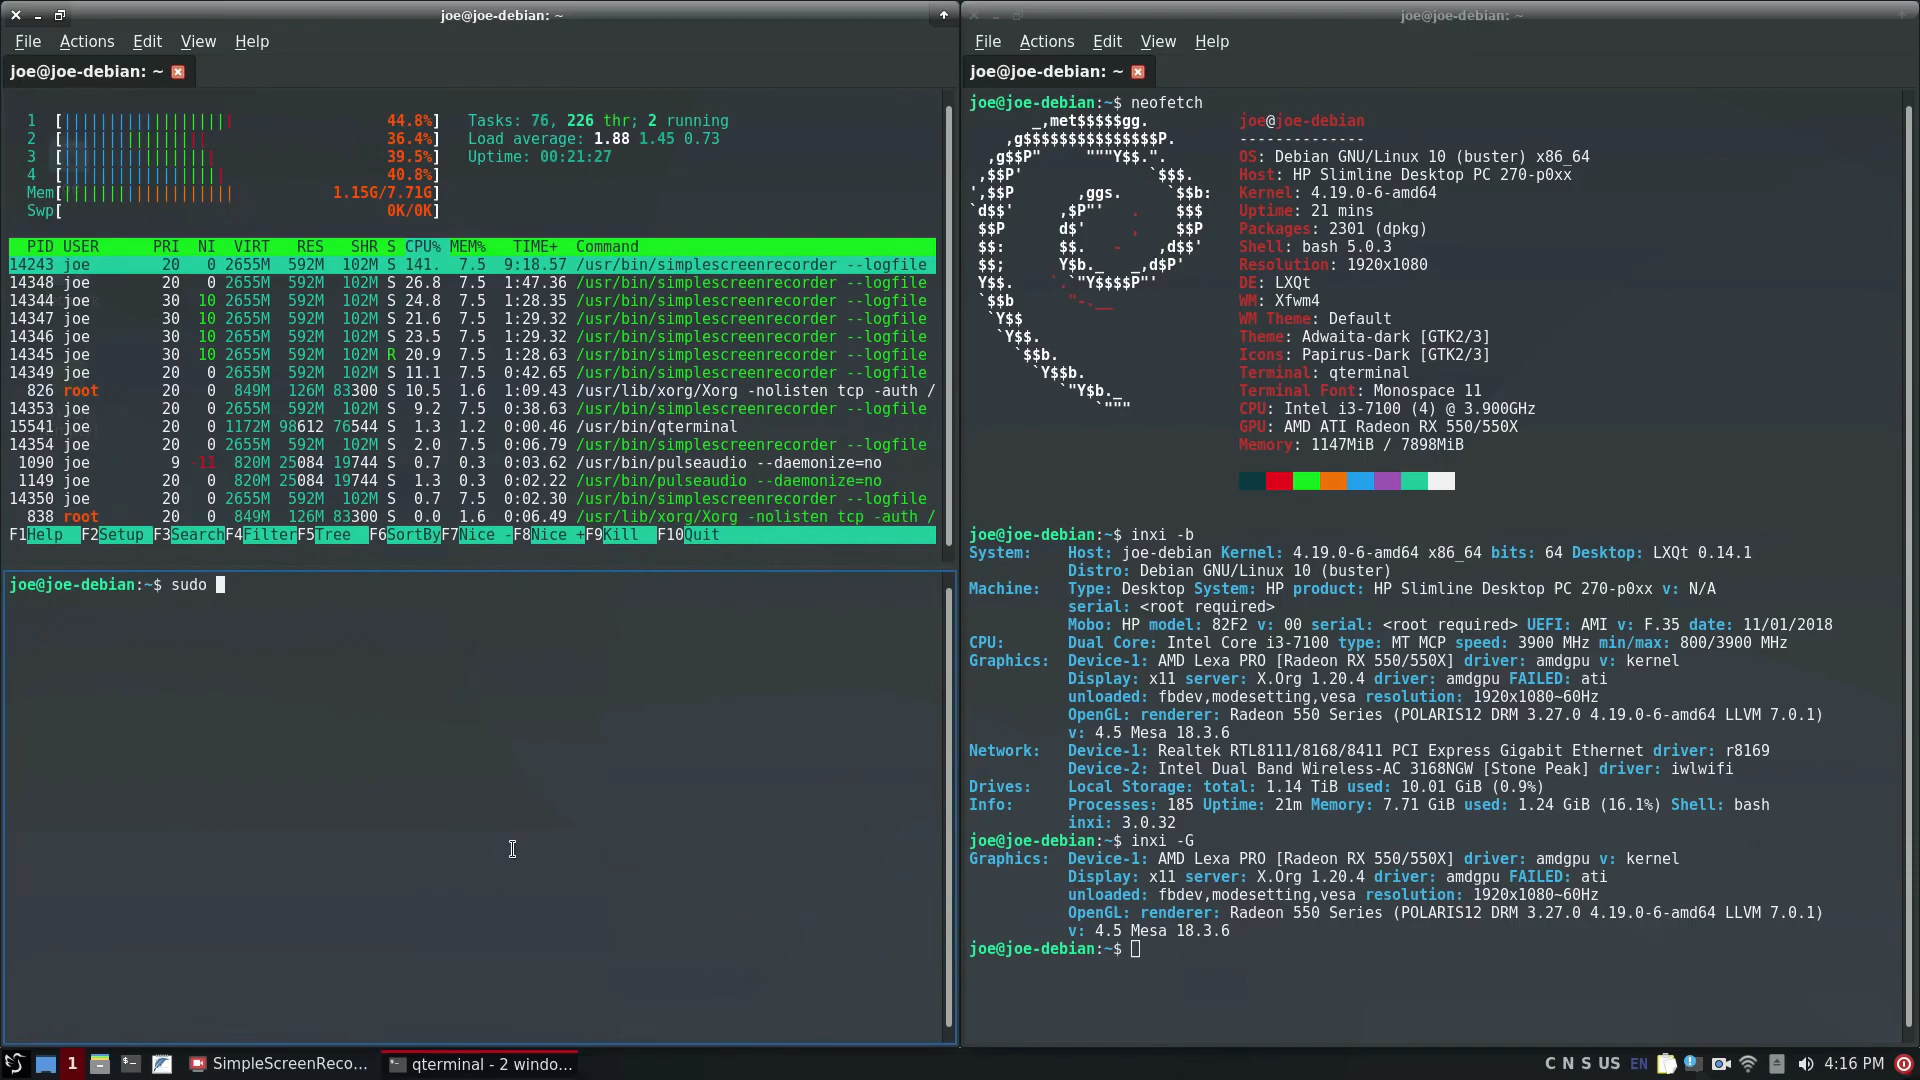 joe@joe-debian: ~
File Actions Edit View Help
joe@joe-debian: ~
1 [||||||||||||||||||| 44.8%] Tasks: 76, 226 thr; 2 running
2 [|||||||||||||||| 36.4%] Load average: 1.88 1.45 0.73
3 [||||||||||||||||| 39.5%] Uptime: 00:21:27
4 [|||||||||||||||||| 40.8%]
Mem[||||||||||||||||||| 1.15G/7.71G]
Swp[ 0K/0K]
PID USER PRI NI VIRT RES SHR S CPU% MEM% TIME+ Command
14243 joe 20 0 2655M 592M 102M S 141. 7.5 9:18.57 /usr/bin/simplescreenrecorder --logfile
14348 joe 20 0 2655M 592M 102M S 26.8 7.5 1:47.36 /usr/bin/simplescreenrecorder --logfile
14344 joe 30 10 2655M 592M 102M S 24.8 7.5 1:28.35 /usr/bin/simplescreenrecorder --logfile
14347 joe 30 10 2655M 592M 102M S 21.6 7.5 1:29.32 /usr/bin/simplescreenrecorder --logfile
14346 joe 30 10 2655M 592M 102M S 23.5 7.5 1:29.32 /usr/bin/simplescreenrecorder --logfile
14345 joe 30 10 2655M 592M 102M R 20.9 7.5 1:28.63 /usr/bin/simplescreenrecorder --logfile
14349 joe 20 0 2655M 592M 102M S 11.1 7.5 0:42.65 /usr/bin/simplescreenrecorder --logfile
826 root 20 0 849M 126M 83300 S 10.5 1.6 1:09.43 /usr/lib/xorg/Xorg -nolisten tcp -auth /
14353 joe 20 0 2655M 592M 102M S 9.2 7.5 0:38.63 /usr/bin/simplescreenrecorder --logfile
15541 joe 20 0 1172M 98612 76544 S 1.3 1.2 0:00.46 /usr/bin/qterminal
14354 joe 20 0 2655M 592M 102M S 2.0 7.5 0:06.79 /usr/bin/simplescreenrecorder --logfile
1090 joe 9 -11 820M 25084 19744 S 0.7 0.3 0:03.62 /usr/bin/pulseaudio --daemonize=no
1149 joe 20 0 820M 25084 19744 S 1.3 0.3 0:02.22 /usr/bin/pulseaudio --daemonize=no
14350 joe 20 0 2655M 592M 102M S 0.7 7.5 0:02.30 /usr/bin/simplescreenrecorder --logfile
838 root 20 0 849M 126M 83300 S 0.0 1.6 0:06.49 /usr/lib/xorg/Xorg -nolisten tcp -auth /
F1Help F2Setup F3SearchF4FilterF5Tree F6SortByF7Nice -F8Nice +F9Kill F10Quit
joe@joe-debian:~$ sudo
joe@joe-debian: ~
File Actions Edit View Help
joe@joe-debian: ~
joe@joe-debian:~$ neofetch
_,met$$$$$gg.
,g$$$$$$$$$$$$$$$P.
,g$$P" """Y$$.".
,$$P' `$$$.
',$$P ,ggs. `$$b:
`d$$' ,$P"' . $$$
$$P d$' , $$P
$$: $$. - ,d$$'
$$; Y$b._ _,d$P'
Y$$. `.`"Y$$$$P"'
`$$b "-.__
`Y$$
`Y$$.
`$$b.
`Y$$b.
`"Y$b._
`"""
joe@joe-debian
--------------
OS: Debian GNU/Linux 10 (buster) x86_64
Host: HP Slimline Desktop PC 270-p0xx
Kernel: 4.19.0-6-amd64
Uptime: 21 mins
Packages: 2301 (dpkg)
Shell: bash 5.0.3
Resolution: 1920x1080
DE: LXQt
WM: Xfwm4
WM Theme: Default
Theme: Adwaita-dark [GTK2/3]
Icons: Papirus-Dark [GTK2/3]
Terminal: qterminal
Terminal Font: Monospace 11
CPU: Intel i3-7100 (4) @ 3.900GHz
GPU: AMD ATI Radeon RX 550/550X
Memory: 1147MiB / 7898MiB
joe@joe-debian:~$ inxi -b
System: Host: joe-debian Kernel: 4.19.0-6-amd64 x86_64 bits: 64 Desktop: LXQt 0.14.1
Distro: Debian GNU/Linux 10 (buster)
Machine: Type: Desktop System: HP product: HP Slimline Desktop PC 270-p0xx v: N/A
serial: <root required>
Mobo: HP model: 82F2 v: 00 serial: <root required> UEFI: AMI v: F.35 date: 11/01/2018
CPU: Dual Core: Intel Core i3-7100 type: MT MCP speed: 3900 MHz min/max: 800/3900 MHz
Graphics: Device-1: AMD Lexa PRO [Radeon RX 550/550X] driver: amdgpu v: kernel
Display: x11 server: X.Org 1.20.4 driver: amdgpu FAILED: ati
unloaded: fbdev,modesetting,vesa resolution: 1920x1080~60Hz
OpenGL: renderer: Radeon 550 Series (POLARIS12 DRM 3.27.0 4.19.0-6-amd64 LLVM 7.0.1)
v: 4.5 Mesa 18.3.6
Network: Device-1: Realtek RTL8111/8168/8411 PCI Express Gigabit Ethernet driver: r8169
Device-2: Intel Dual Band Wireless-AC 3168NGW [Stone Peak] driver: iwlwifi
Drives: Local Storage: total: 1.14 TiB used: 10.01 GiB (0.9%)
Info: Processes: 185 Uptime: 21m Memory: 7.71 GiB used: 1.24 GiB (16.1%) Shell: bash
inxi: 3.0.32
joe@joe-debian:~$ inxi -G
Graphics: Device-1: AMD Lexa PRO [Radeon RX 550/550X] driver: amdgpu v: kernel
Display: x11 server: X.Org 1.20.4 driver: amdgpu FAILED: ati
unloaded: fbdev,modesetting,vesa resolution: 1920x1080~60Hz
OpenGL: renderer: Radeon 550 Series (POLARIS12 DRM 3.27.0 4.19.0-6-amd64 LLVM 7.0.1)
v: 4.5 Mesa 18.3.6
joe@joe-debian:~$
1 SimpleScreenReco... qterminal - 2 windo... C N S US EN 4:16 PM